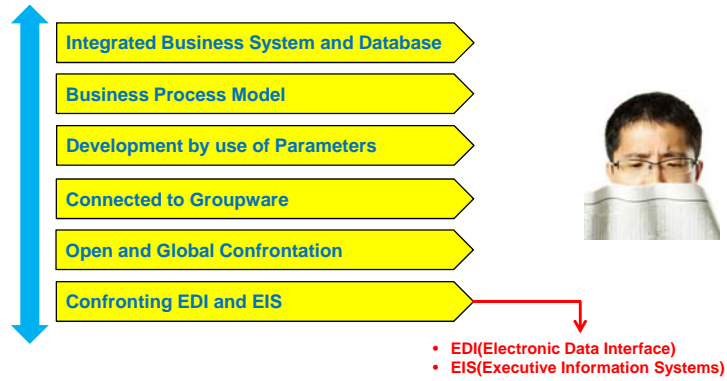 Integrated Business System and Database
Business Process Model
Development by use of Parameters
Connected to Groupware
Open and Global Confrontation
Confronting EDI and EIS
• EDI(Electronic Data Interface)
• EIS(Executive Information Systems)